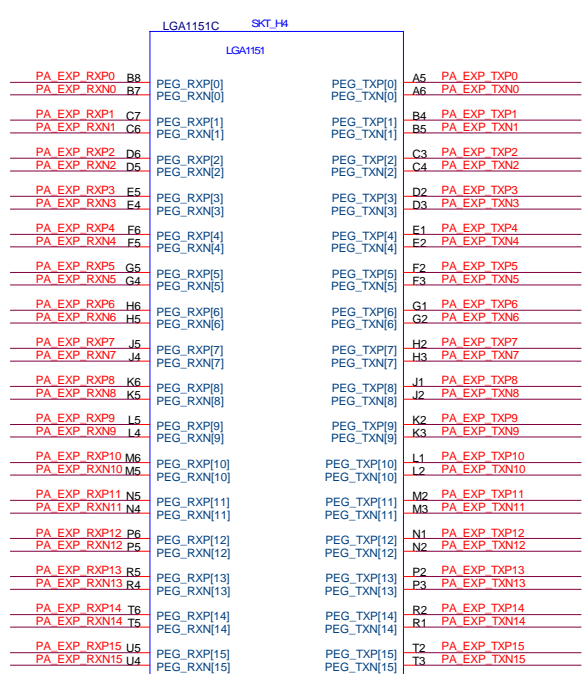 LGA1151C SKT_H4
LGA1151
PA_EXP_RXP0 B8 PEG_RXP[0] PEG_TXP[0] A5 PA_EXP_TXP0
PA_EXP_RXN0 B7 PEG_RXN[0] PEG_TXN[0] A6 PA_EXP_TXN0
PA_EXP_RXP1 C7 PEG_RXP[1] PEG_TXP[1] B4 PA_EXP_TXP1
PA_EXP_RXN1 C6 PEG_RXN[1] PEG_TXN[1] B5 PA_EXP_TXN1
PA_EXP_RXP2 D6 PEG_RXP[2] PEG_TXP[2] C3 PA_EXP_TXP2
PA_EXP_RXN2 D5 PEG_RXN[2] PEG_TXN[2] C4 PA_EXP_TXN2
PA_EXP_RXP3 E5 PEG_RXP[3] PEG_TXP[3] D2 PA_EXP_TXP3
PA_EXP_RXN3 E4 PEG_RXN[3] PEG_TXN[3] D3 PA_EXP_TXN3
PA_EXP_RXP4 F6 PEG_RXP[4] PEG_TXP[4] E1 PA_EXP_TXP4
PA_EXP_RXN4 F5 PEG_RXN[4] PEG_TXN[4] E2 PA_EXP_TXN4
PA_EXP_RXP5 G5 PEG_RXP[5] PEG_TXP[5] F2 PA_EXP_TXP5
PA_EXP_RXN5 G4 PEG_RXN[5] PEG_TXN[5] F3 PA_EXP_TXN5
PA_EXP_RXP6 H6 PEG_RXP[6] PEG_TXP[6] G1 PA_EXP_TXP6
PA_EXP_RXN6 H5 PEG_RXN[6] PEG_TXN[6] G2 PA_EXP_TXN6
PA_EXP_RXP7 J5 PEG_RXP[7] PEG_TXP[7] H2 PA_EXP_TXP7
PA_EXP_RXN7 J4 PEG_RXN[7] PEG_TXN[7] H3 PA_EXP_TXN7
PA_EXP_RXP8 K6 PEG_RXP[8] PEG_TXP[8] J1 PA_EXP_TXP8
PA_EXP_RXN8 K5 PEG_RXN[8] PEG_TXN[8] J2 PA_EXP_TXN8
PA_EXP_RXP9 L5 PEG_RXP[9] PEG_TXP[9] K2 PA_EXP_TXP9
PA_EXP_RXN9 L4 PEG_RXN[9] PEG_TXN[9] K3 PA_EXP_TXN9
PA_EXP_RXP10 M6 PEG_RXP[10] PEG_TXP[10] L1 PA_EXP_TXP10
PA_EXP_RXN10 M5 PEG_RXN[10] PEG_TXN[10] L2 PA_EXP_TXN10
PA_EXP_RXP11 N5 PEG_RXP[11] PEG_TXP[11] M2 PA_EXP_TXP11
PA_EXP_RXN11 N4 PEG_RXN[11] PEG_TXN[11] M3 PA_EXP_TXN11
PA_EXP_RXP12 P6 PEG_RXP[12] PEG_TXP[12] N1 PA_EXP_TXP12
PA_EXP_RXN12 P5 PEG_RXN[12] PEG_TXN[12] N2 PA_EXP_TXN12
PA_EXP_RXP13 R5 PEG_RXP[13] PEG_TXP[13] P2 PA_EXP_TXP13
PA_EXP_RXN13 R4 PEG_RXN[13] PEG_TXN[13] P3 PA_EXP_TXN13
PA_EXP_RXP14 T6 PEG_RXP[14] PEG_TXP[14] R2 PA_EXP_TXP14
PA_EXP_RXN14 T5 PEG_RXN[14] PEG_TXN[14] R1 PA_EXP_TXN14
PA_EXP_RXP15 U5 PEG_RXP[15] PEG_TXP[15] T2 PA_EXP_TXP15
PA_EXP_RXN15 U4 PEG_RXN[15] PEG_TXN[15] T3 PA_EXP_TXN15